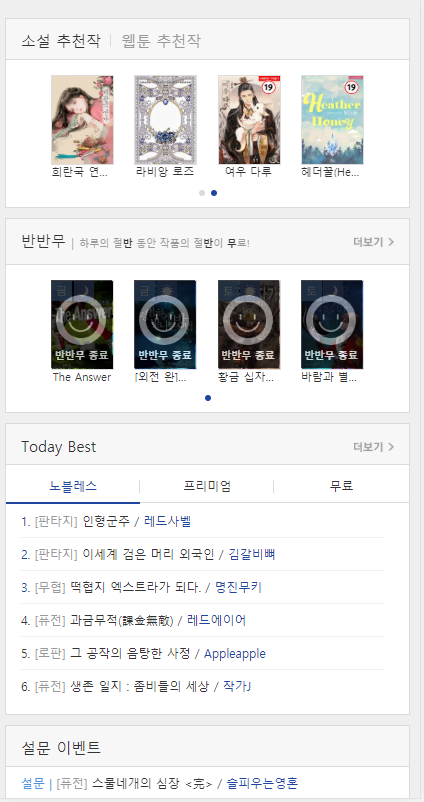 소설 추천작 | 웹툰 추천작
19 19
Heather
Honey
희란국 연... 라비앙 로즈 여우 다루 헤더꿀(He...
반반무 | 하루의 절반 동안 작품의 절반이 무료! 더보기 >
금 금 토 토
반반무 종료 반반무 종료 반반무 종료 반반무 종료
The Answer [외전 완]... 황금 십자... 바람과 별...
Today Best 더보기 >
노블레스 프리미엄 무료
1. [판타지] 인형군주 / 레드사벨
2. [판타지] 이세계 검은 머리 외국인 / 김갈비뼈
3. [무협] 떡협지 엑스트라가 되다. / 명진무키
4. [퓨전] 과금무적(課金無敵) / 레드에이어
5. [로판] 그 공작의 음탕한 사정 / Appleapple
6. [퓨전] 생존 일지 : 좀비들의 세상 / 작가J
설문 이벤트
설문 | [퓨전] 스물네개의 심장 <完> / 슬피우는영혼